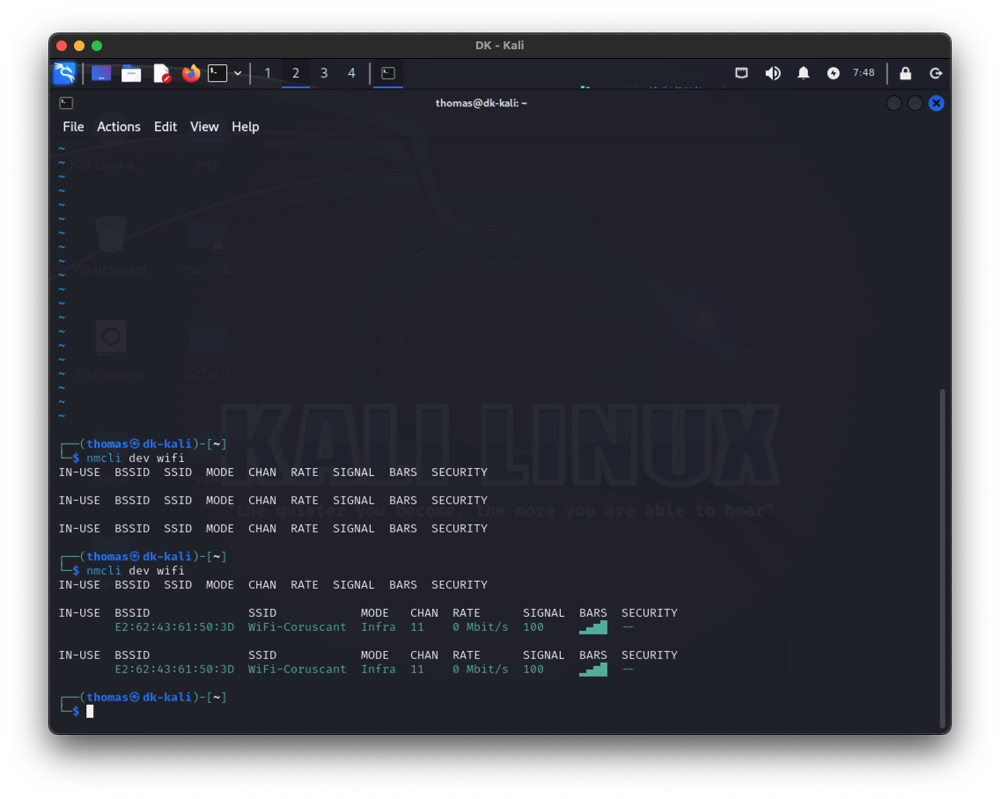 DK - Kali
1 2 3 4 7:48
thomas@dk-kali: ~
File Actions Edit View Help
~
~ Kali Linux a... test
~
~
~
~
~
~
~
~ Wastebasket matondo
~
~
~
~
~
~
~
~ File System GitTools
~
~
~
KALI LINUX
"the quieter you become, the more you are able to hear"
┌──(thomas㉿dk-kali)-[~]
└─$ nmcli dev wifi
IN-USE BSSID SSID MODE CHAN RATE SIGNAL BARS SECURITY
Home
IN-USE BSSID SSID MODE CHAN RATE SIGNAL BARS SECURITY
IN-USE BSSID SSID MODE CHAN RATE SIGNAL BARS SECURITY
┌──(thomas㉿dk-kali)-[~]
└─$ nmcli dev wifi
IN-USE BSSID SSID MODE CHAN RATE SIGNAL BARS SECURITY
IN-USE BSSID SSID MODE CHAN RATE SIGNAL BARS SECURITY
E2:62:43:61:50:3D WiFi-Coruscant Infra 11 0 Mbit/s 100 ▂▄▆█ --
IN-USE BSSID SSID MODE CHAN RATE SIGNAL BARS SECURITY
E2:62:43:61:50:3D WiFi-Coruscant Infra 11 0 Mbit/s 100 ▂▄▆█ --
┌──(thomas㉿dk-kali)-[~]
└─$